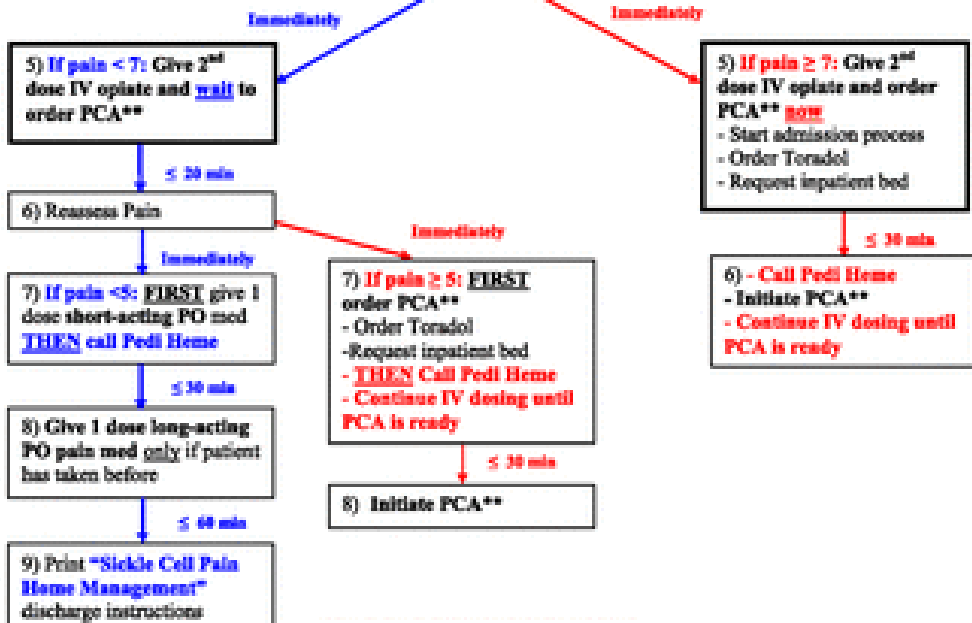 Immediately
Immediately
5) If pain < 7: Give 2nd
dose IV opiate and wait to
order PCA**
≤ 20 min
6) Reassess Pain
Immediately
7) If pain <5: FIRST give 1
dose short-acting PO med
THEN call Pedi Heme
≤30 min
8) Give 1 dose long-acting
PO pain med only if patient
has taken before
≤ 60 min
9) Print “Sickle Cell Pain
Home Management”
discharge instructions
Immediately
7) If pain ≥ 5: FIRST
order PCA**
- Order Toradol
-Request inpatient bed
- THEN Call Pedi Heme
- Continue IV dosing until
PCA is ready
≤ 30 min
8) Initiate PCA**
5) If pain ≥ 7: Give 2nd
dose IV opiate and order
PCA** now
- Start admission process
- Order Toradol
- Request inpatient bed
≤ 30 min
6) - Call Pedi Heme
- Initiate PCA**
- Continue IV dosing until
PCA is ready